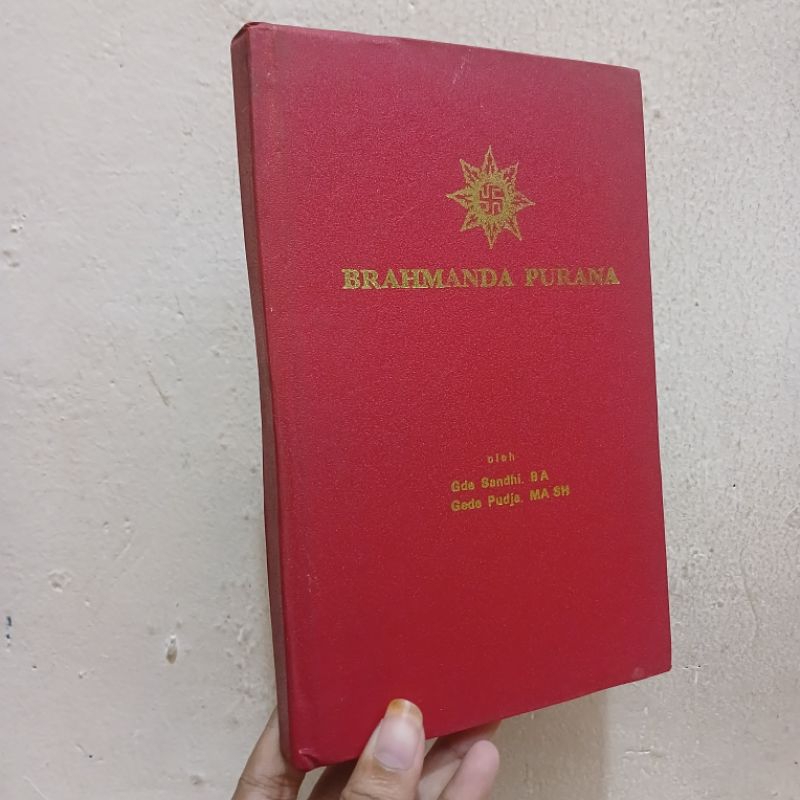 BRAHMANDA PURANA
oleh
Gde Sandhi. BA
Gede Pudja. MA SH